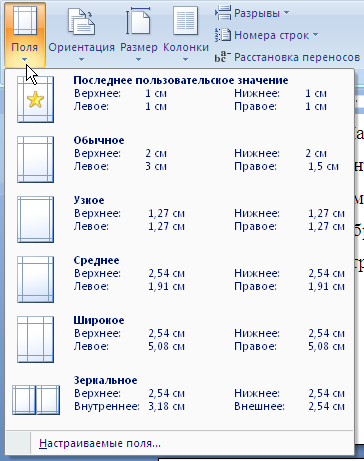 Разрывы
Номера строк
Поля Ориентация Размер Колонки
Расстановка переносов
Последнее пользовательское значение
Верхнее: 1 см Нижнее: 1 см
Левое: 1 см Правое: 1 см
Обычное
Верхнее: 2 см Нижнее: 2 см
Левое: 3 см Правое: 1,5 см
Узкое
Верхнее: 1,27 см Нижнее: 1,27 см
Левое: 1,27 см Правое: 1,27 см
Среднее
Верхнее: 2,54 см Нижнее: 2,54 см
Левое: 1,91 см Правое: 1,91 см
Широкое
Верхнее: 2,54 см Нижнее: 2,54 см
Левое: 5,08 см Правое: 5,08 см
Зеркальное
Верхнее: 2,54 см Нижнее: 2,54 см
Внутреннее: 3,18 см Внешнее: 2,54 см
Настраиваемые поля...